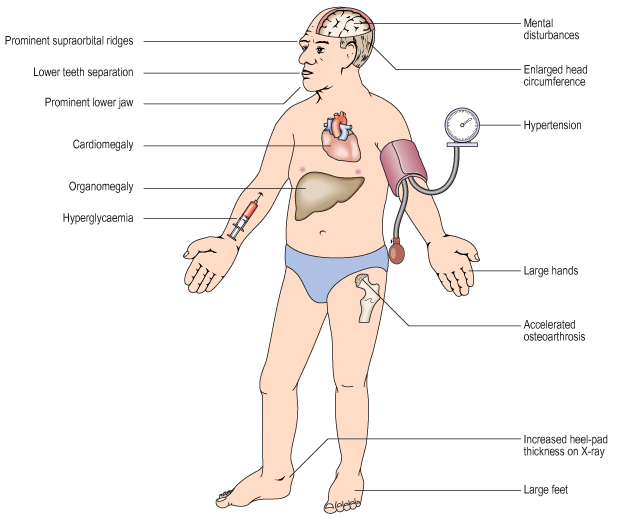 Prominent supraorbital ridges
Lower teeth separation
Prominent lower jaw
Cardiomegaly
Organomegaly
Hyperglycaemia
Mental
disturbances
Enlarged head
circumference
Hypertension
Large hands
Accelerated
osteoarthrosis
Increased heel-pad
thickness on X-ray
Large feet